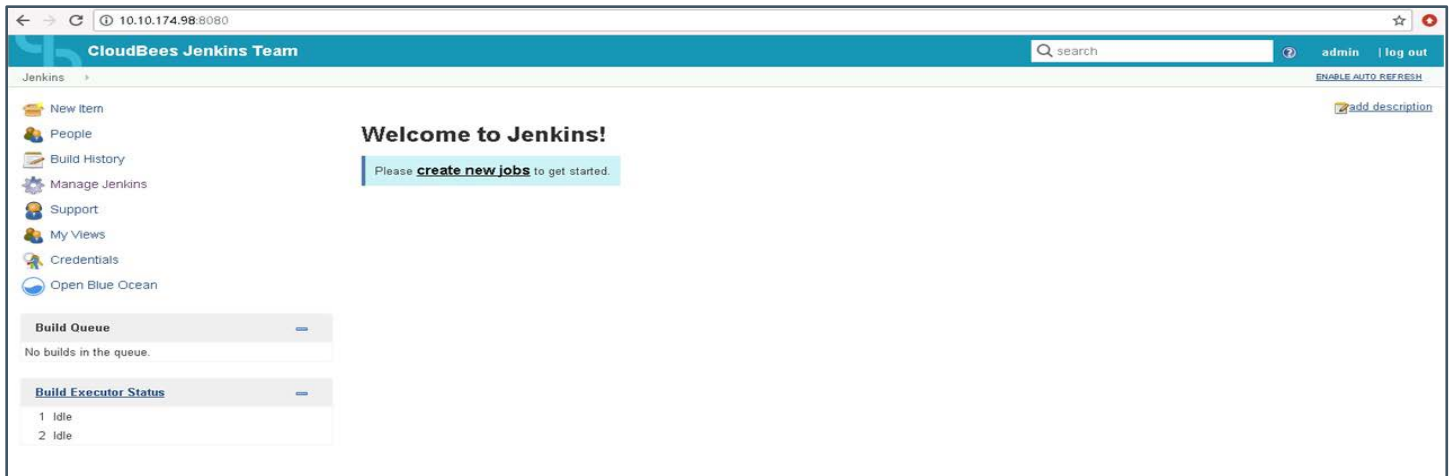 10.10.174.98:8080
CloudBees Jenkins Team
search
admin | log out
Jenkins
ENABLE AUTO REFRESH
New Item
People
Build History
Manage Jenkins
Support
My Views
Credentials
Open Blue Ocean
add description
Welcome to Jenkins!
Please create new jobs to get started.
Build Queue
No builds in the queue.
Build Executor Status
1 Idle
2 Idle